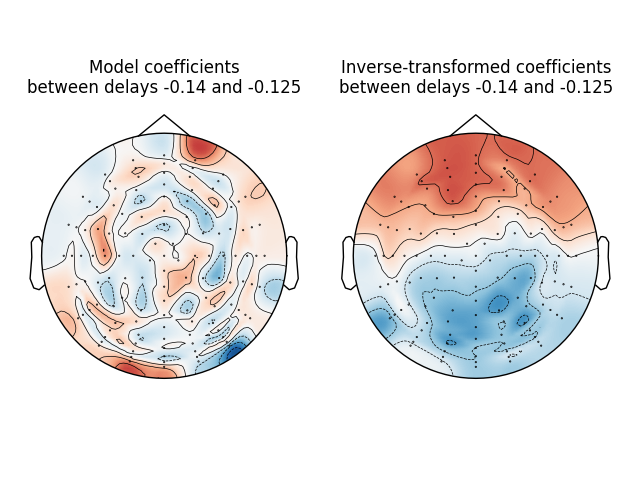 Model coefficients
between delays -0.14 and -0.125
Inverse-transformed coefficients
between delays -0.14 and -0.125